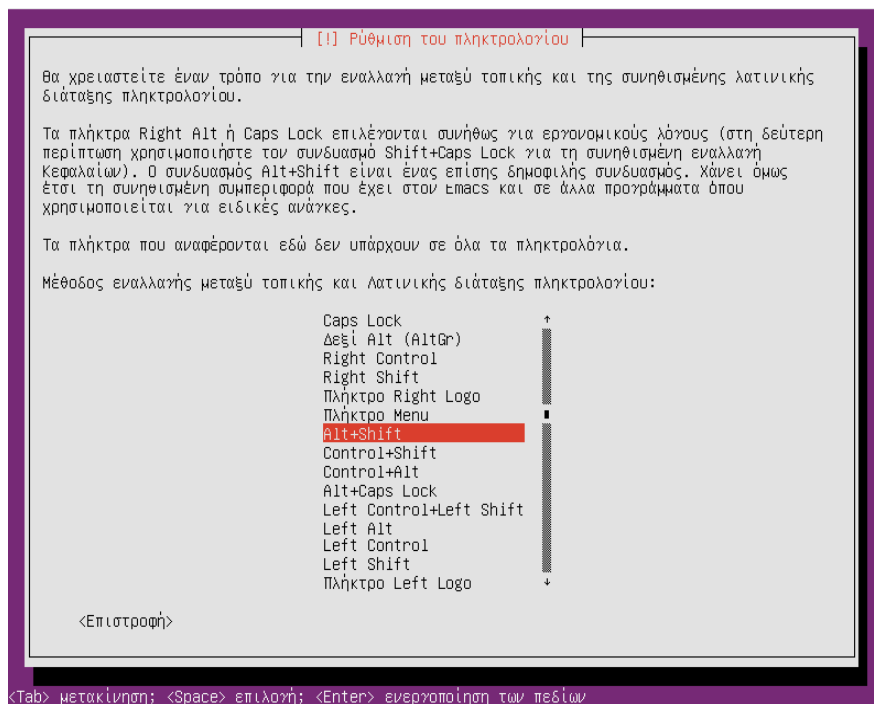 [!] Ρύθμιση του πληκτρολογίου
Θα χρειαστείτε έναν τρόπο για την εναλλαγή μεταξύ τοπικής και της συνηθισμένης λατινικής
διάταξης πληκτρολογίου.
Τα πλήκτρα Right Alt ή Caps Lock επιλέγονται συνήθως για εργονομικούς λόγους (στη δεύτερη
περίπτωση χρησιμοποιήστε τον συνδυασμό Shift+Caps Lock για τη συνηθισμένη εναλλαγή
Κεφαλαίων). Ο συνδυασμός Alt+Shift είναι ένας επίσης δημοφιλής συνδυασμός. Χάνει όμως
έτσι τη συνηθισμένη συμπεριφορά που έχει στον Emacs και σε άλλα προγράμματα όπου
χρησιμοποιείται για ειδικές ανάγκες.
Τα πλήκτρα που αναφέρονται εδώ δεν υπάρχουν σε όλα τα πληκτρολόγια.
Μέθοδος εναλλαγής μεταξύ τοπικής και Λατινικής διάταξης πληκτρολογίου:
Caps Lock
Δεξί Alt (AltGr)
Right Control
Right Shift
Πλήκτρο Right Logo
Πλήκτρο Menu
Alt+Shift
Control+Shift
Control+Alt
Alt+Caps Lock
Left Control+Left Shift
Left Alt
Left Control
Left Shift
Πλήκτρο Left Logo
<Επιστροφή>
<Tab> μετακίνηση; <Space> επιλογή; <Enter> ενεργοποίηση των πεδίων